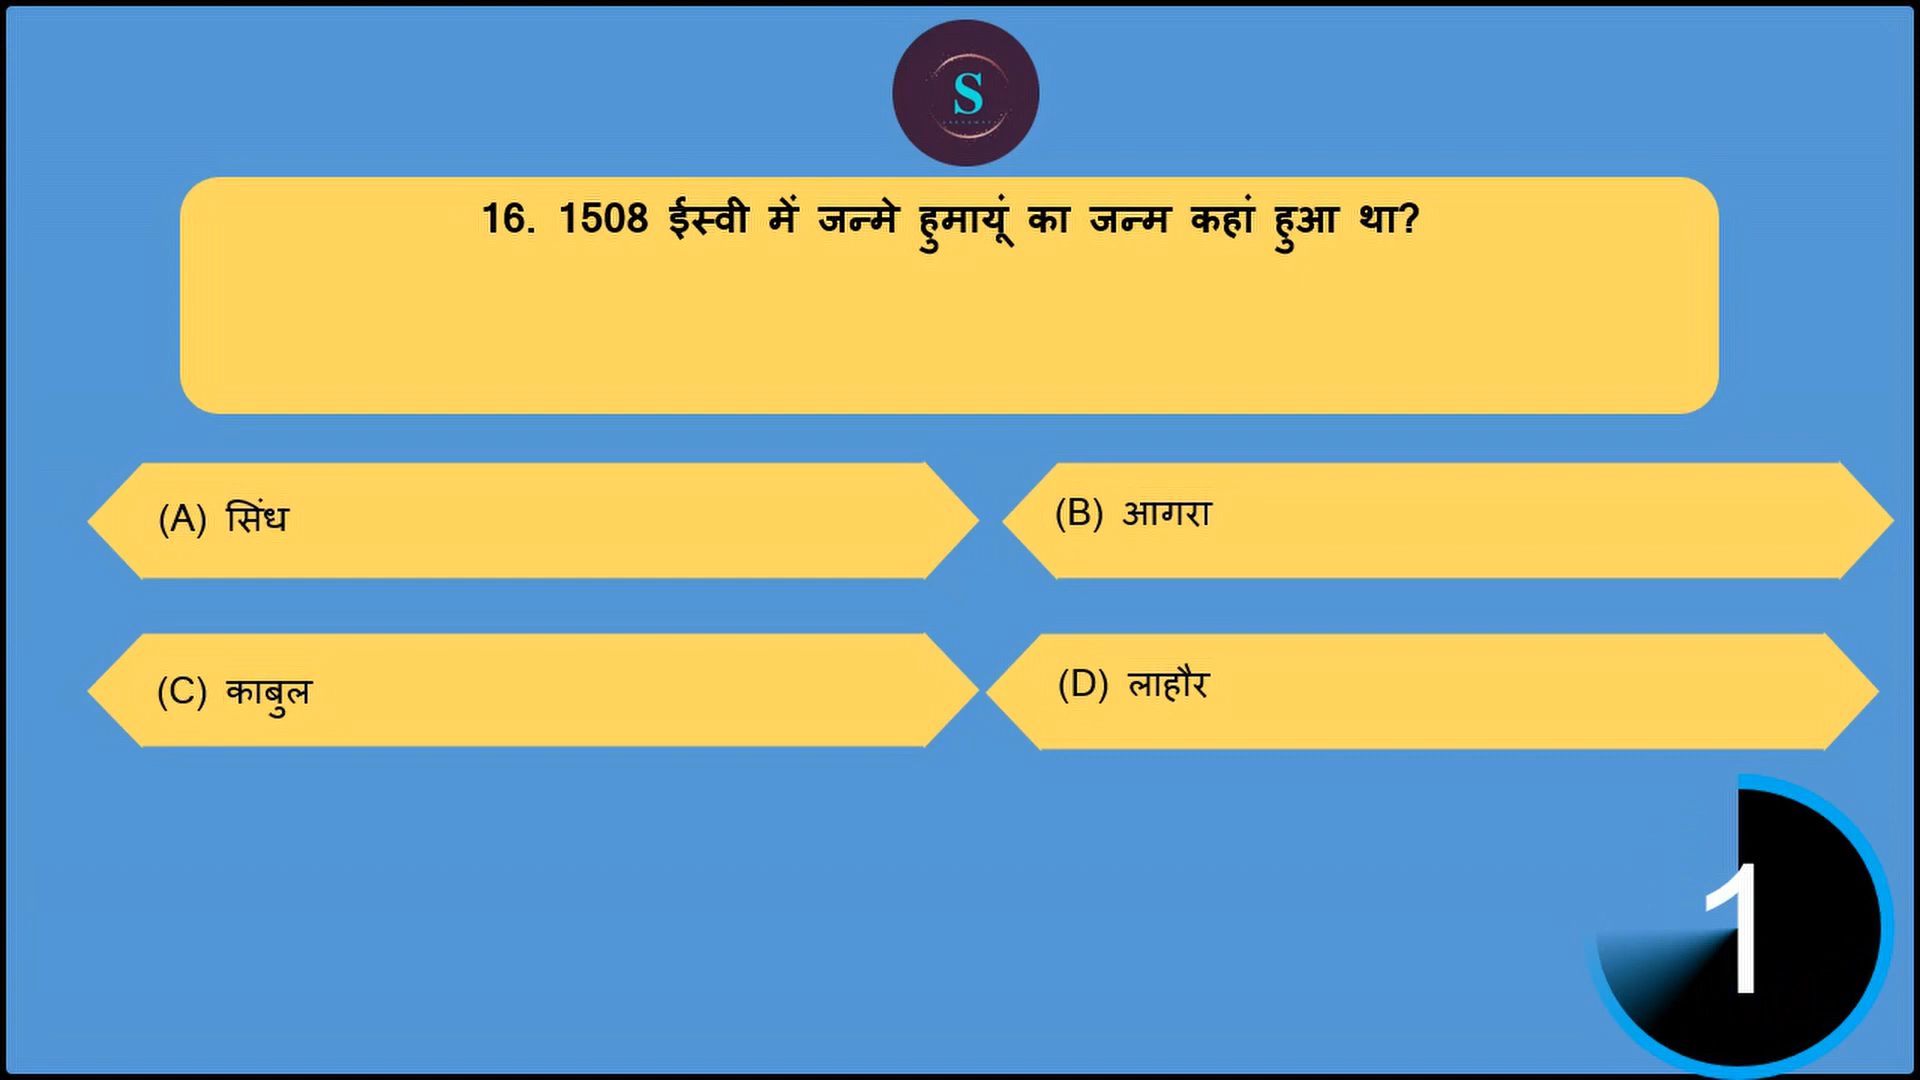 S
16. 1508 ईस्वी में जन्मे हुमायूं का जन्म कहां हुआ था?
(A) सिंध
(B) आगरा
(C) काबुल
(D) लाहौर
1